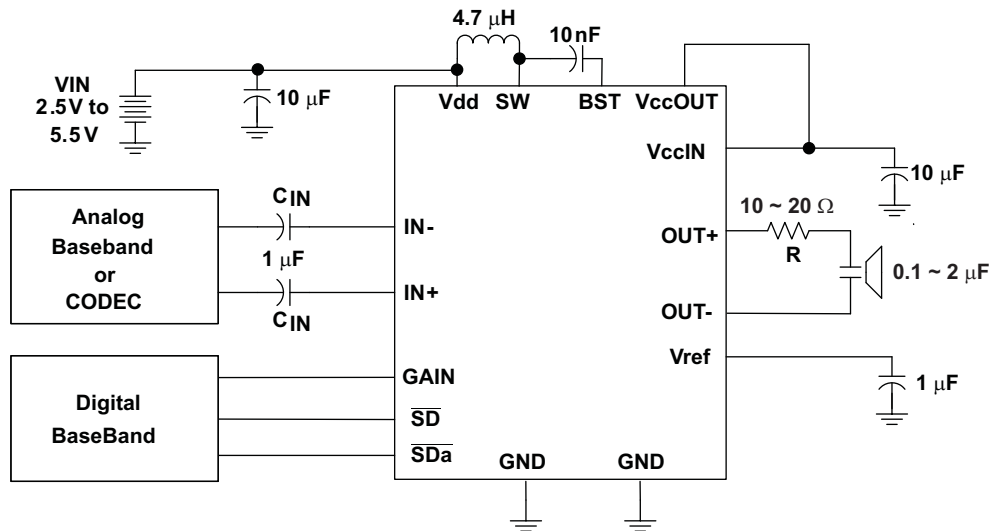 4.7 μH
10nF
VIN
2.5V to
5.5V
10 μF
Vdd
SW
BST
VccOUT
VccIN
10 μF
Analog
Baseband
or
CODEC
CIN
1 μF
CIN
IN-
IN+
10 ~ 20 Ω
R
OUT+
0.1 ~ 2 μF
OUT-
Vref
1 μF
Digital
BaseBand
GAIN
SD
SDa
GND
GND